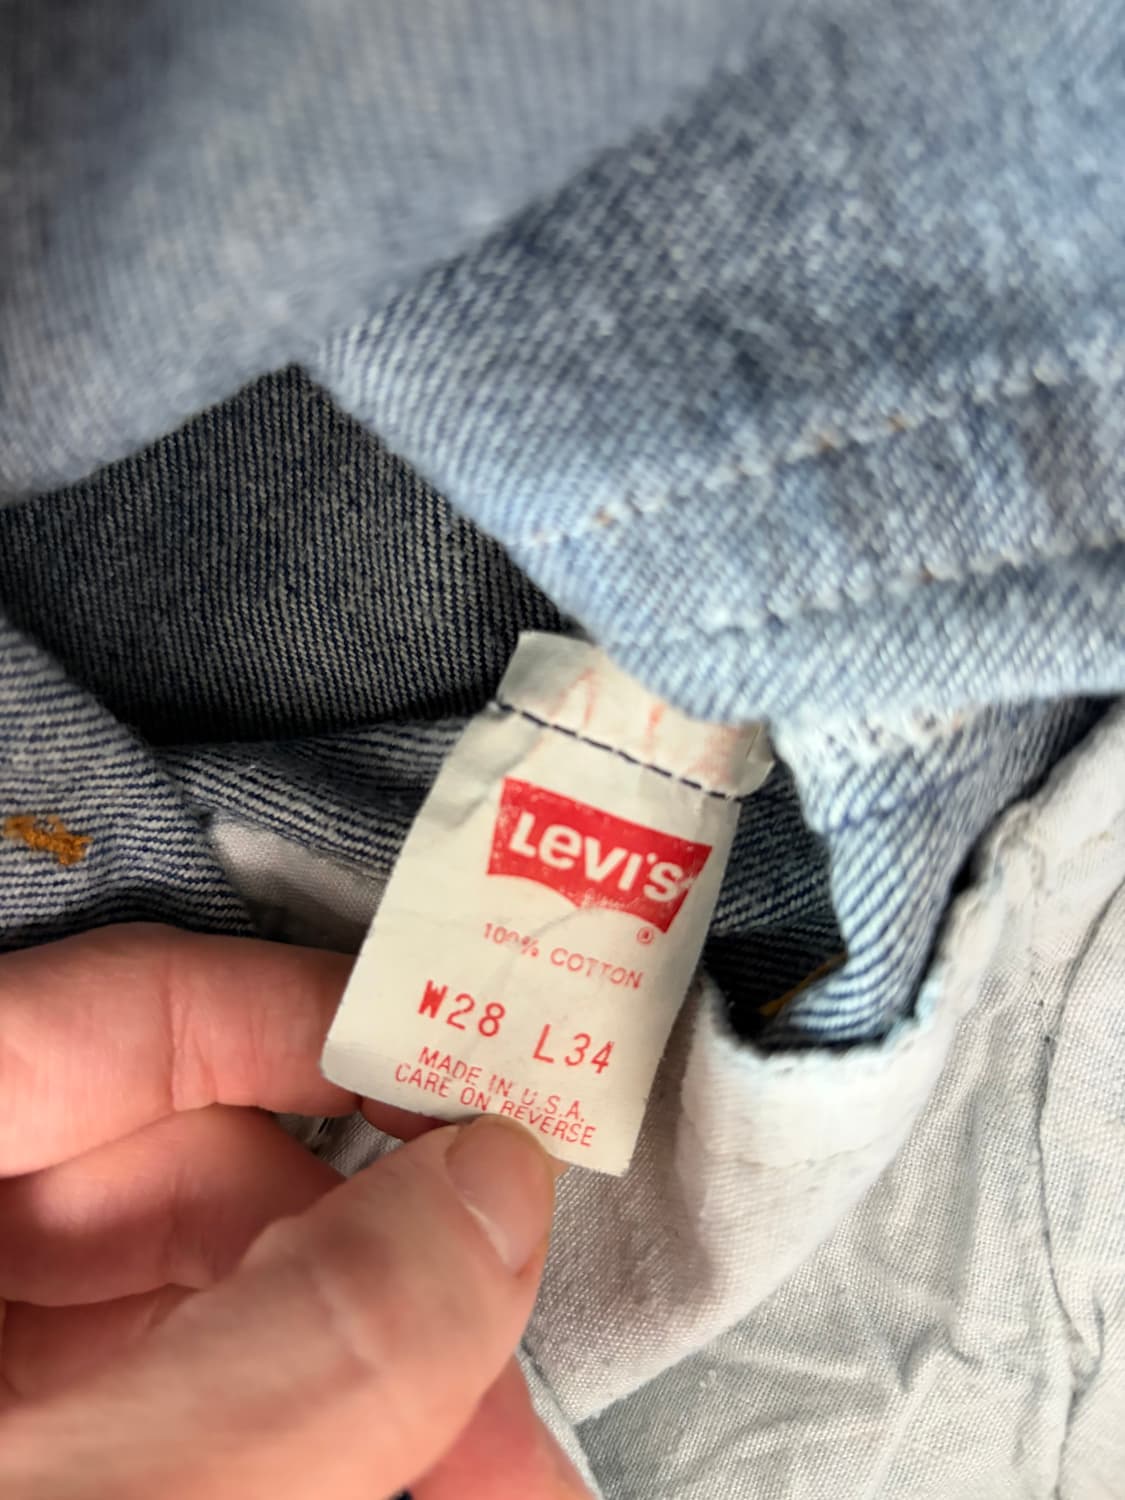 Levi's
®
100% COTTON
W28 L34
MADE IN U.S.A.
CARE ON REVERSE